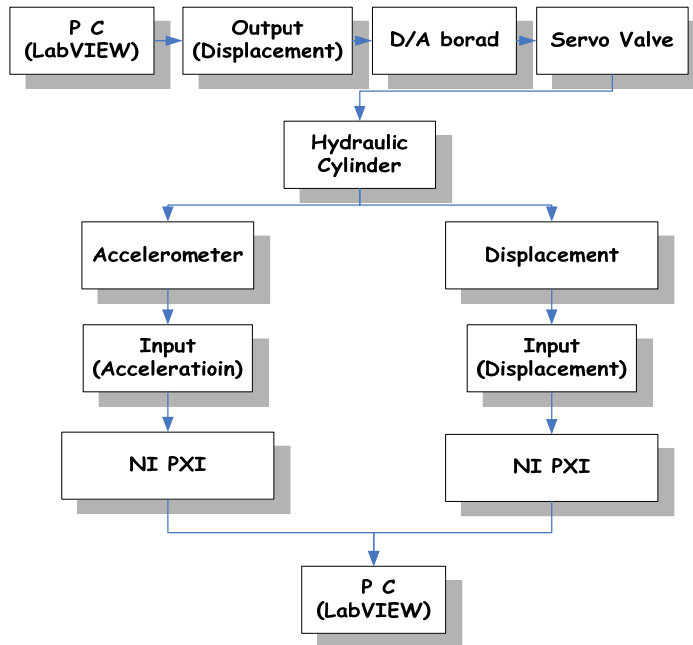 P C
(LabVIEW)
Output
(Displacement)
D/A borad
Servo Valve
Hydraulic
Cylinder
Accelerometer
Displacement
Input
(Acceleratioin)
Input
(Displacement)
NI PXI
NI PXI
P C
(LabVIEW)